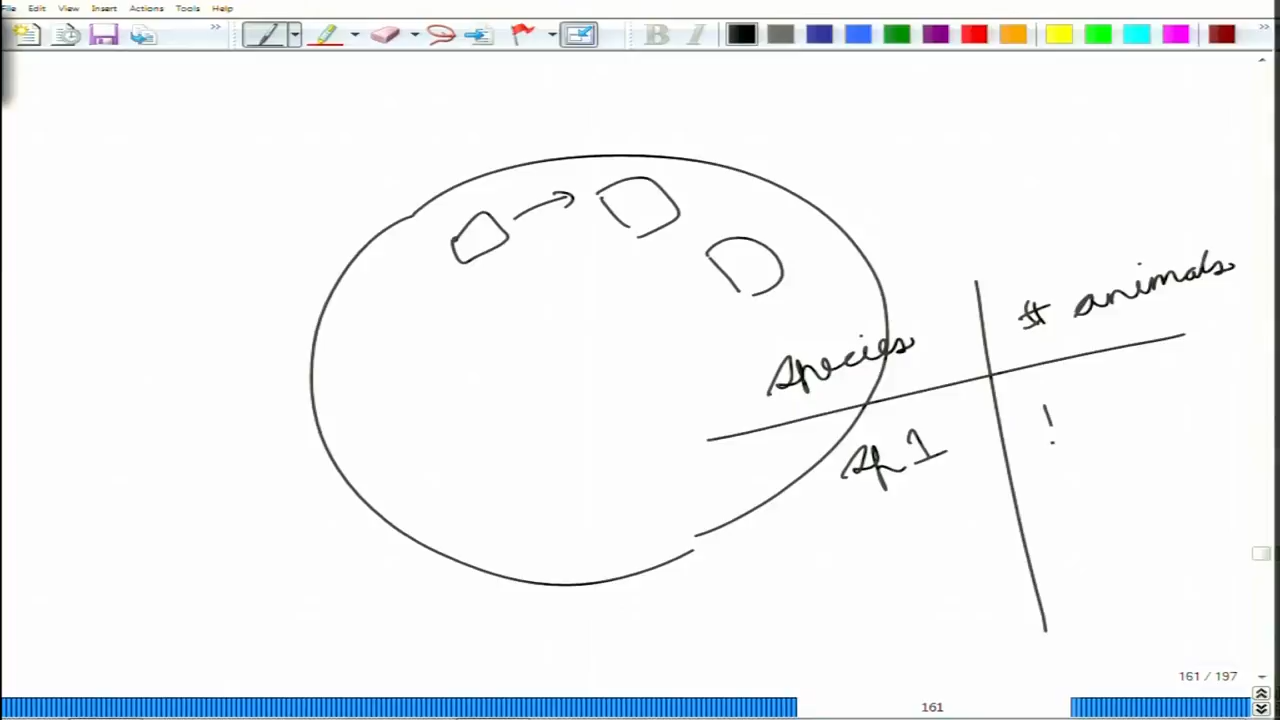 File Edit View Insert Actions Tools Help
B I
# animals
Species
Sp 1
!
161 / 197
161